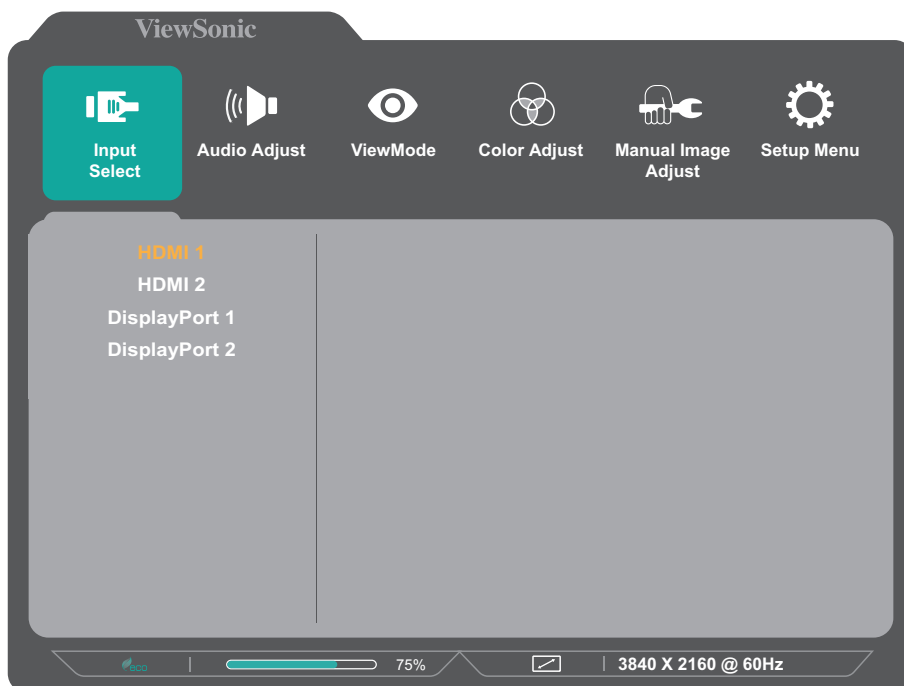 ViewSonic
Input
Select
Audio Adjust
ViewMode
Color Adjust
Manual Image
Adjust
Setup Menu
HDMI 1
HDMI 2
DisplayPort 1
DisplayPort 2
eco
75%
3840 X 2160 @ 60Hz